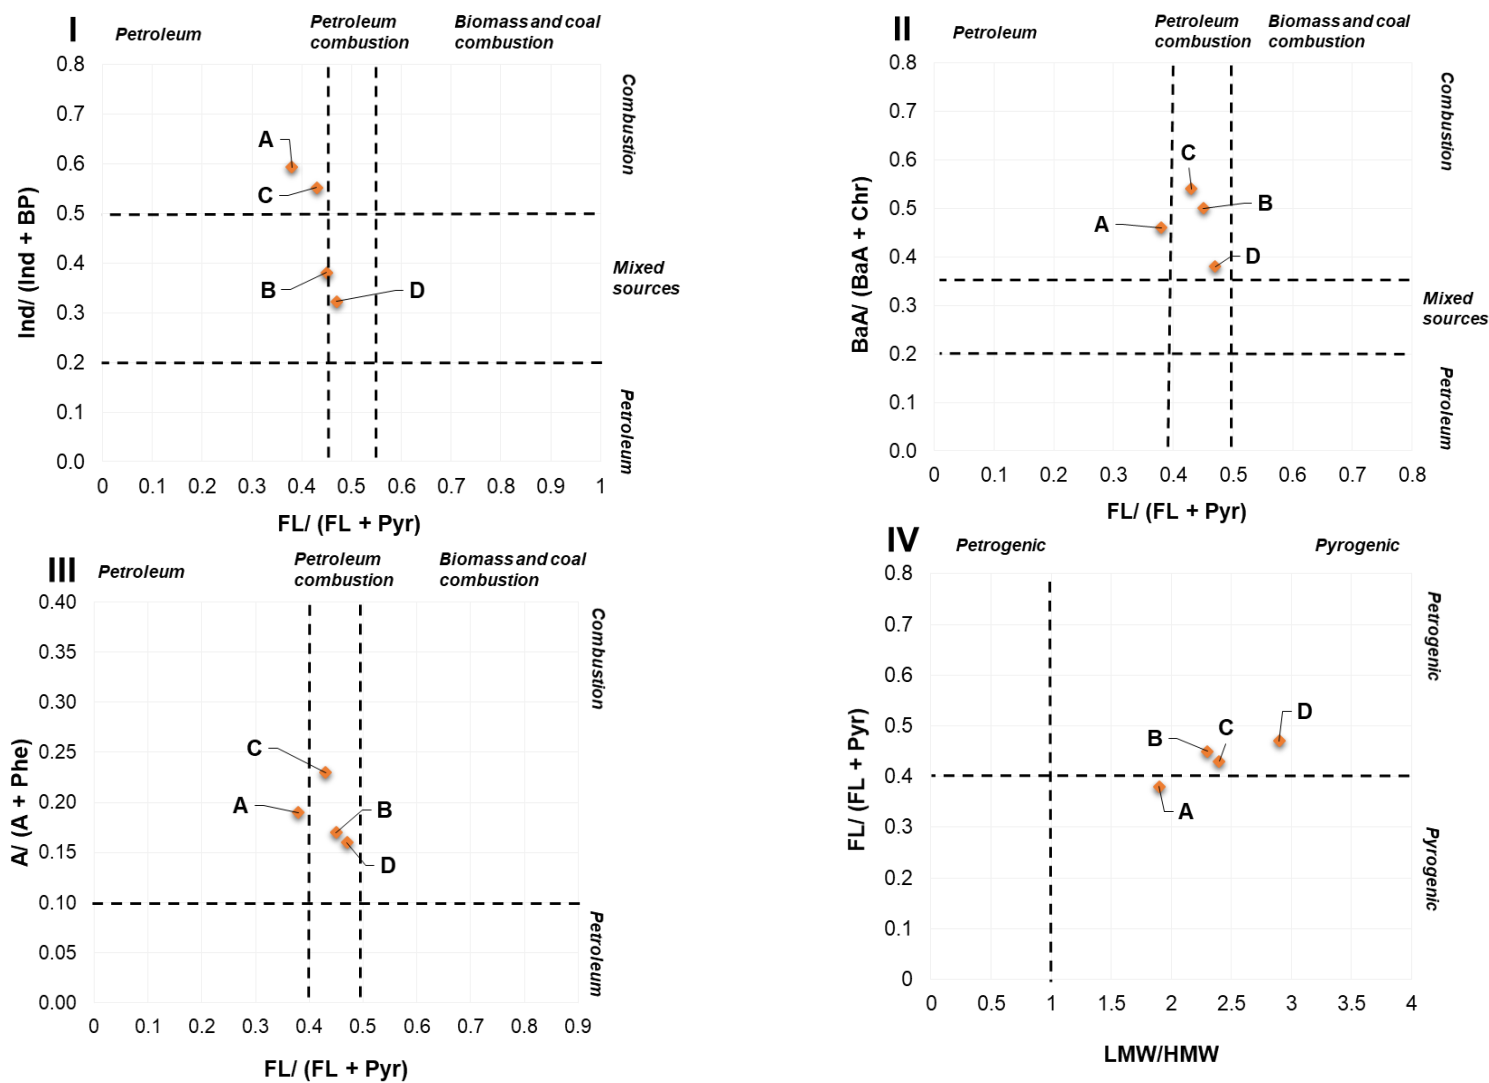 I
Petroleum
Petroleum
combustion
Biomass and coal
combustion
0.8
0.7
0.6
0.5
0.4
0.3
0.2
0.1
0.0
Ind/ (Ind + BP)
A
C
B
D
Combustion
Mixed
sources
Petroleum
0 0.1 0.2 0.3 0.4 0.5 0.6 0.7 0.8 0.9 1
FL/ (FL + Pyr)
II
Petroleum
Petroleum
combustion
Biomass and coal
combustion
0.8
0.7
0.6
0.5
0.4
0.3
0.2
0.1
0.0
BaA/ (BaA + Chr)
C
B
A
D
Combustion
Mixed
sources
Petroleum
0 0.1 0.2 0.3 0.4 0.5 0.6 0.7 0.8
FL/ (FL + Pyr)
III
Petroleum
Petroleum
combustion
Biomass and coal
combustion
0.40
0.35
0.30
0.25
0.20
0.15
0.10
0.05
0.00
A/ (A + Phe)
C
A
B
D
Combustion
Petroleum
0 0.1 0.2 0.3 0.4 0.5 0.6 0.7 0.8 0.9
FL/ (FL + Pyr)
IV
Petrogenic
Pyrogenic
0.8
0.7
0.6
0.5
0.4
0.3
0.2
0.1
0
FL/ (FL + Pyr)
D
C
B
A
Petrogenic
Pyrogenic
0 0.5 1 1.5 2 2.5 3 3.5 4
LMW/HMW